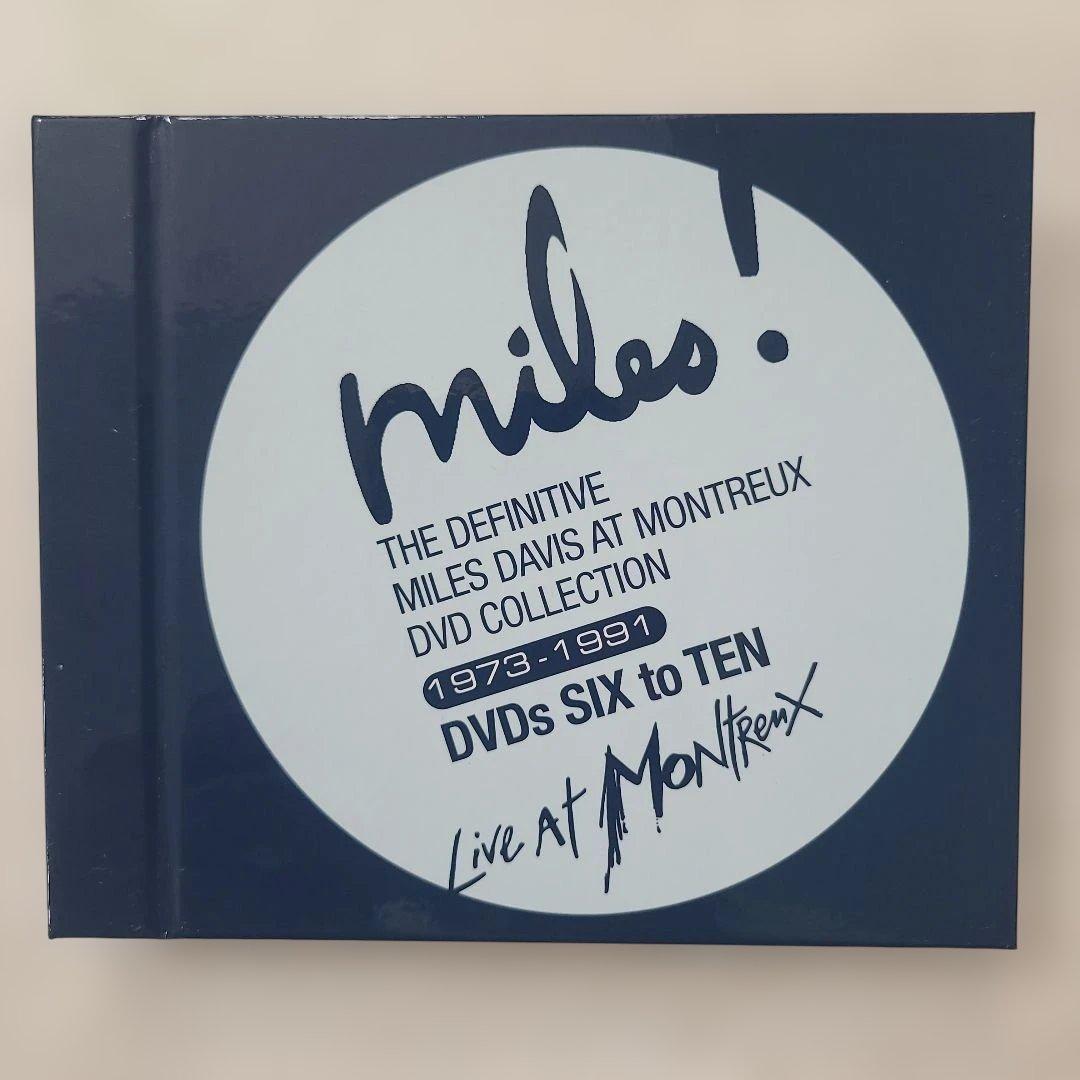 miles!
THE DEFINITIVE
MILES DAVIS AT MONTREUX
DVD COLLECTION
1973-1991
DVDs SIX to TEN
Live At MONTReuX